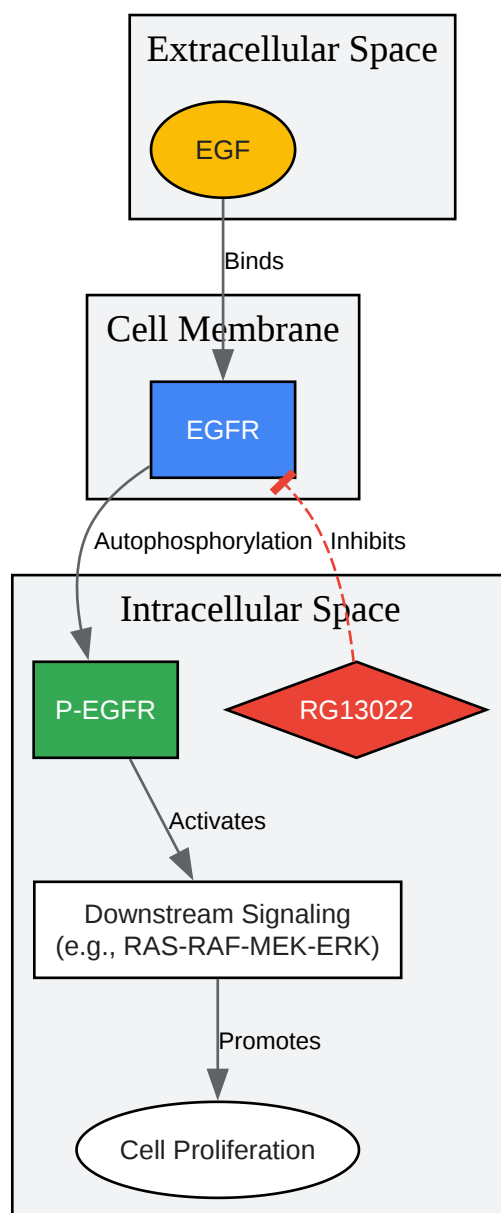 Extracellular Space
EGF
Binds
Cell Membrane
EGFR
Autophosphorylation
Inhibits
Intracellular Space
P-EGFR
RG13022
Activates
Downstream Signaling
(e.g., RAS-RAF-MEK-ERK)
Promotes
Cell Proliferation